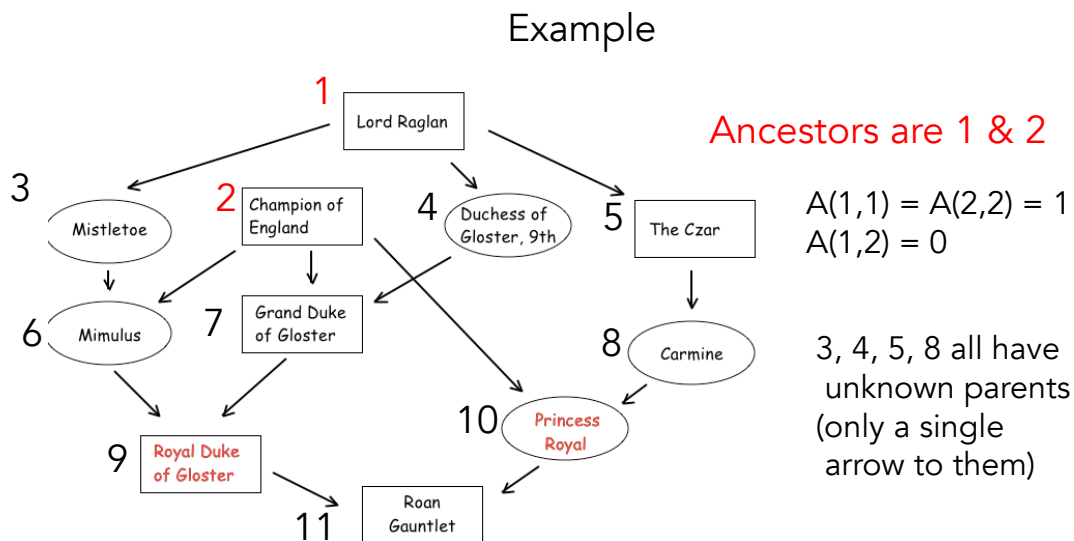 Example
1
Lord Raglan
Ancestors are 1 & 2
3
Mistletoe
2
Champion of
England
4
Duchess of
Gloster, 9th
5
The Czar
A(1,1) = A(2,2) = 1
A(1,2) = 0
6
Mimulus
7
Grand Duke
of Gloster
8
Carmine
3, 4, 5, 8 all have
unknown parents
(only a single
arrow to them)
9
Royal Duke
of Gloster
10
Princess
Royal
11
Roan
Gauntlet